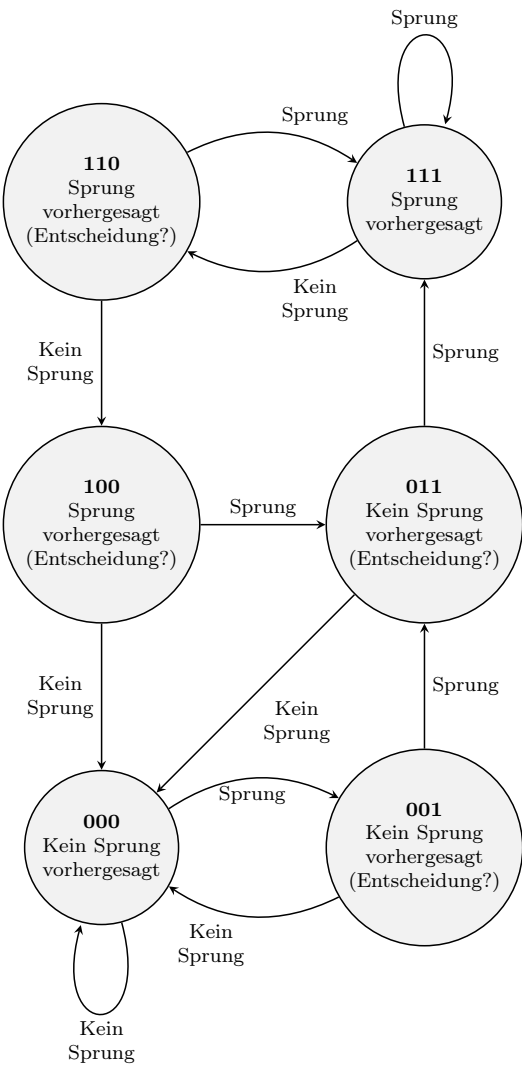 Sprung
Sprung
110
Sprung
vorhergesagt
(Entscheidung?)
111
Sprung
vorhergesagt
Kein
Sprung
Kein
Sprung
Sprung
100
Sprung
vorhergesagt
(Entscheidung?)
Sprung
011
Kein Sprung
vorhergesagt
(Entscheidung?)
Kein
Sprung
Kein
Sprung
Sprung
000
Kein Sprung
vorhergesagt
Sprung
001
Kein Sprung
vorhergesagt
(Entscheidung?)
Kein
Sprung
Kein
Sprung